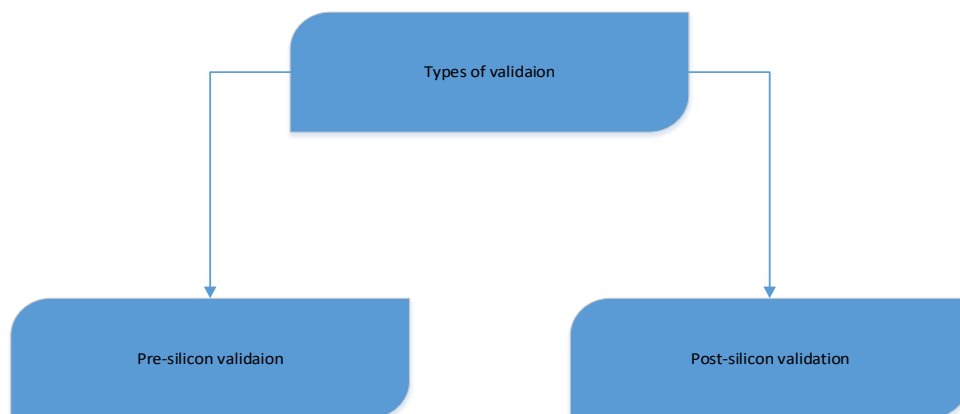 Types of validaion
Pre-silicon validaion
Post-silicon validation